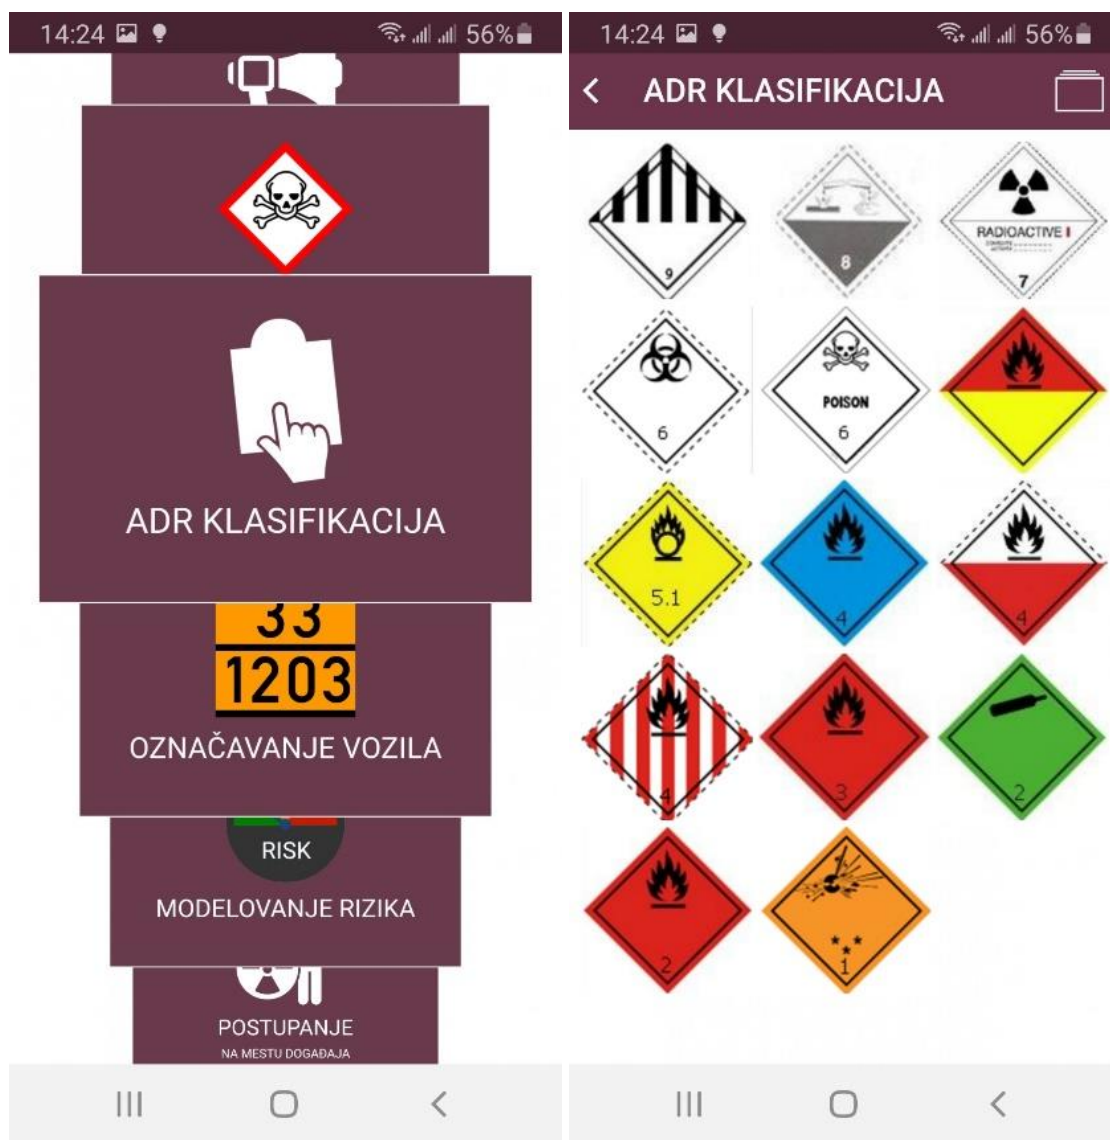 14:24
56%
ADR KLASIFIKACIJA
33
1203
OZNAČAVANJE VOZILA
RISK
MODELOVANJE RIZIKA
POSTUPANJE
NA MESTU DOGAĐAJA
14:24
56%
ADR KLASIFIKACIJA
9
8
RADIOACTIVE I
7
6
POISON
6
5.1
4
4
4
3
2
2
1